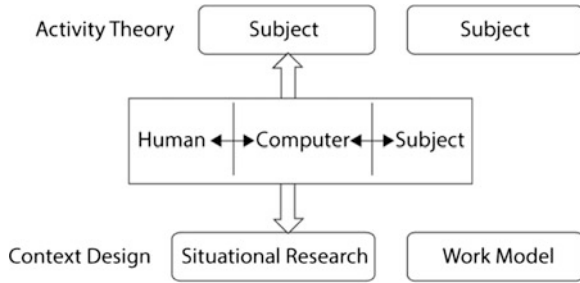 Activity Theory Subject Subject
Human Computer Subject
Context Design Situational Research Work Model